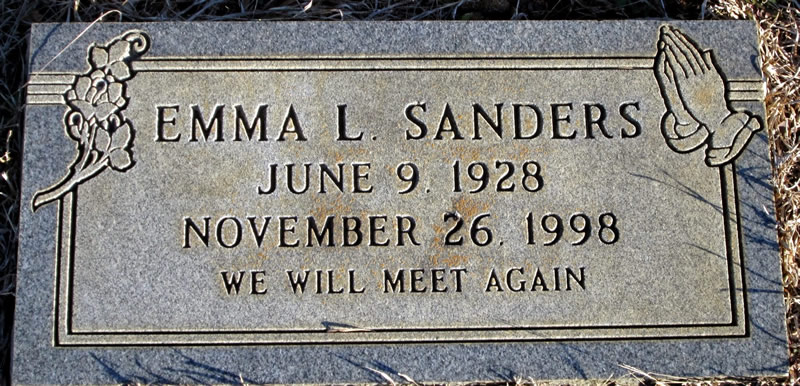 EMMA L. SANDERS
JUNE 9, 1928
NOVEMBER 26, 1998
WE WILL MEET AGAIN